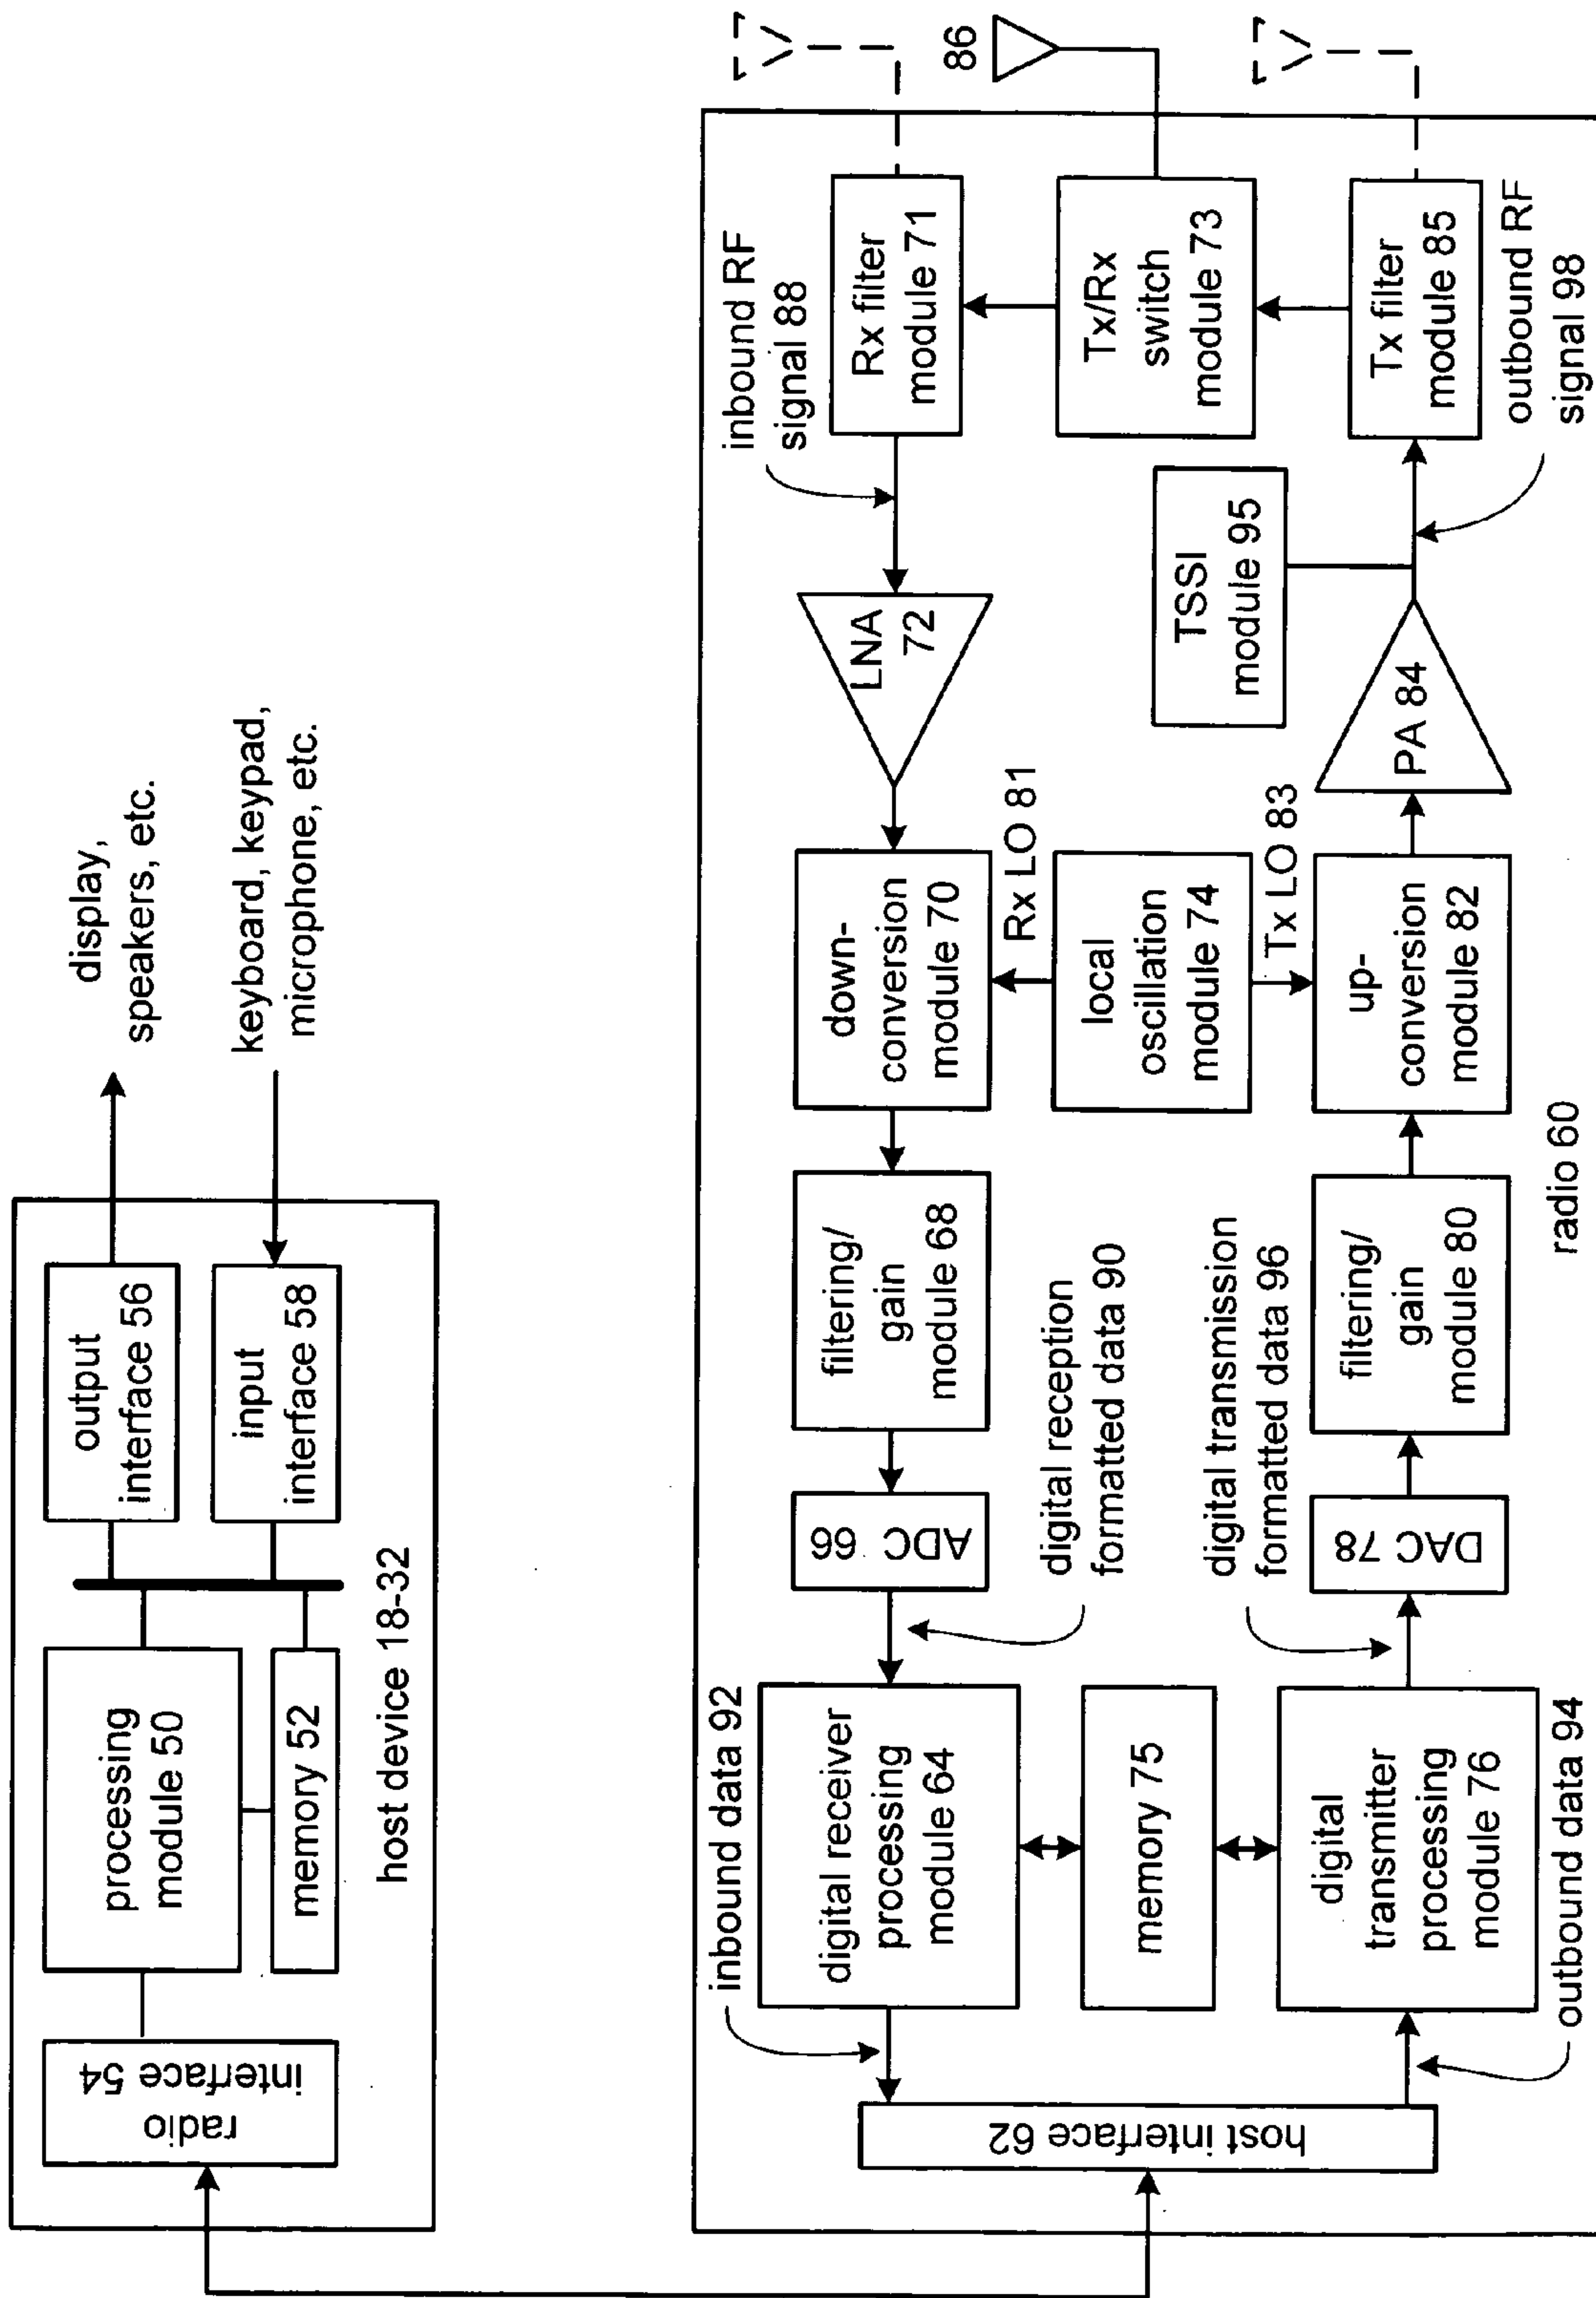 radio
interface 54
processing
module 50
memory 52
output
interface 56
input
interface 58
display,
speakers, etc.
keyboard, keypad,
microphone, etc.
host device 18-32
host interface 62
inbound data 92
digital receiver
processing
module 64
memory 75
digital
transmitter
processing
module 76
outbound data 94
ADC 66
digital reception
formatted data 90
digital transmission
formatted data 96
DAC 78
filtering/
gain
module 68
filtering/
gain
module 80
down-
conversion
module 70
Rx LO 81
local
oscillation
module 74
Tx LO 83
up-
conversion
module 82
radio 60
LNA
72
PA 84
TSSI
module 95
inbound RF
signal 88
Rx filter
module 71
Tx/Rx
switch
module 73
Tx filter
module 85
outbound RF
signal 98
86